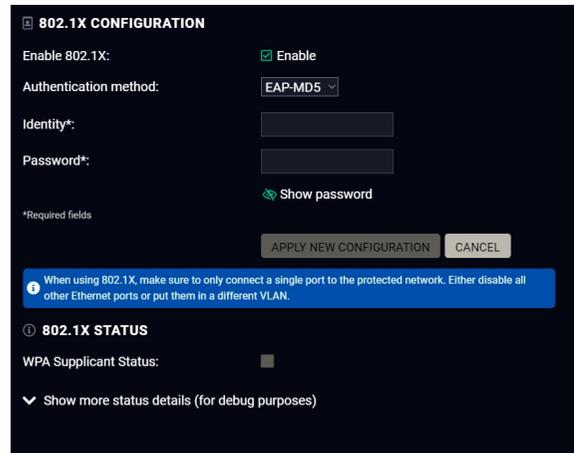 802.1X CONFIGURATION
Enable 802.1X: Enable
Authentication method: EAP-MD5
Identity*:
Password*:
Show password
*Required fields
APPLY NEW CONFIGURATION CANCEL
When using 802.1X, make sure to only connect a single port to the protected network. Either disable all
other Ethernet ports or put them in a different VLAN.
802.1X STATUS
WPA Supplicant Status:
Show more status details (for debug purposes)